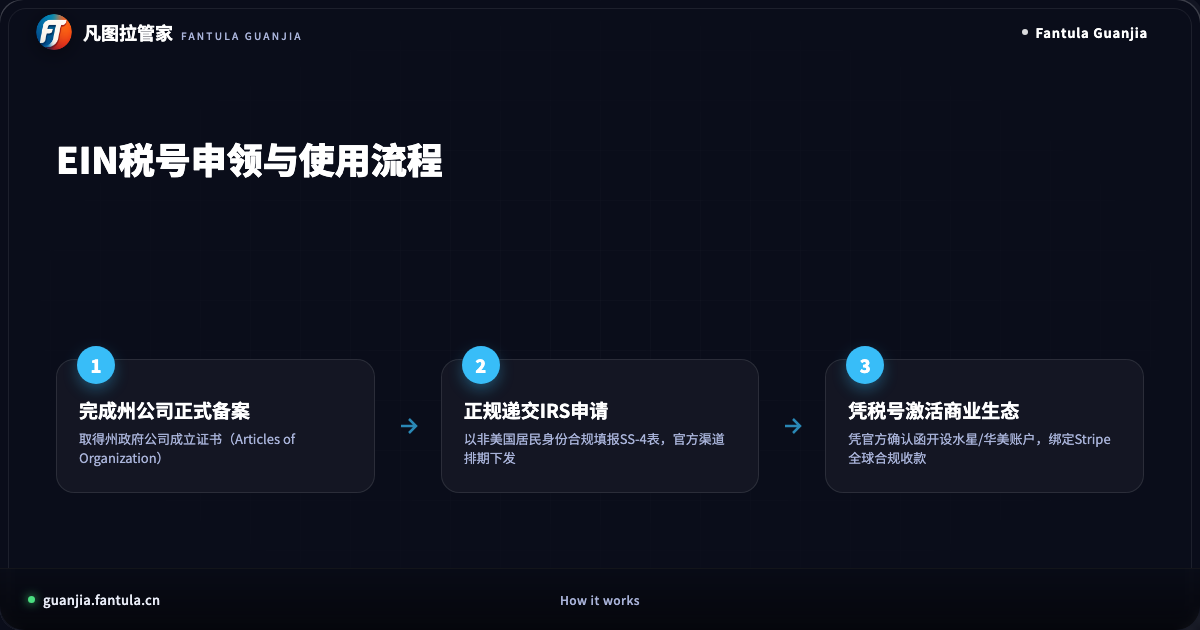 FT 凡图拉管家 FANTULA GUANJIA
Fantula Guanjia
EIN税号申领与使用流程
1
完成州公司正式备案
取得州政府公司成立证书（Articles of
Organization）
2
正规递交IRS申请
以非美国居民身份合规填报SS-4表，官方渠道
排期下发
3
凭税号激活商业生态
凭官方确认函开设水星/华美账户，绑定Stripe
全球合规收款
guanjia.fantula.cn
How it works